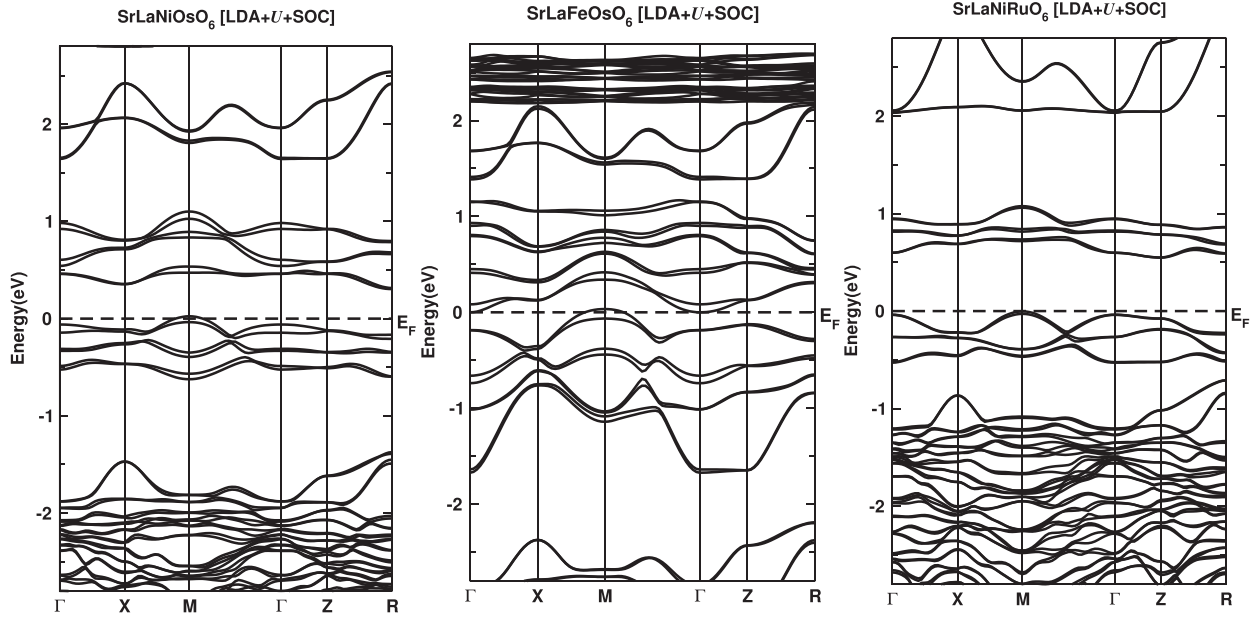 SrLaNiOsO6 [LDA+U+SOC]
Energy(eV)
2
1
0
-1
-2
EF
Γ X M Γ Z R
SrLaFeOsO6 [LDA+U+SOC]
Energy(eV)
2
1
0
-1
-2
EF
Γ X M Γ Z R
SrLaNiRuO6 [LDA+U+SOC]
Energy(eV)
2
1
0
-1
-2
EF
Γ X M Γ Z R